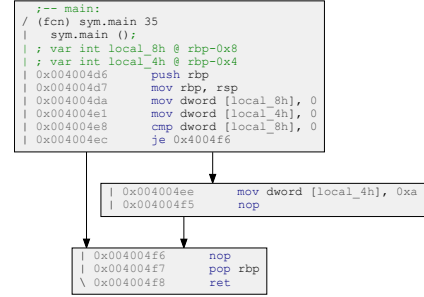 ;-- main:
/ (fcn) sym.main 35
|   sym.main ();
| ; var int local_8h @ rbp-0x8
| ; var int local_4h @ rbp-0x4
| 0x004004d6      push rbp
| 0x004004d7      mov rbp, rsp
| 0x004004da      mov dword [local_8h], 0
| 0x004004e1      mov dword [local_4h], 0
| 0x004004e8      cmp dword [local_8h], 0
| 0x004004ec      je 0x4004f6
| 0x004004ee      mov dword [local_4h], 0xa
| 0x004004f5      nop
| 0x004004f6      nop
| 0x004004f7      pop rbp
\ 0x004004f8      ret